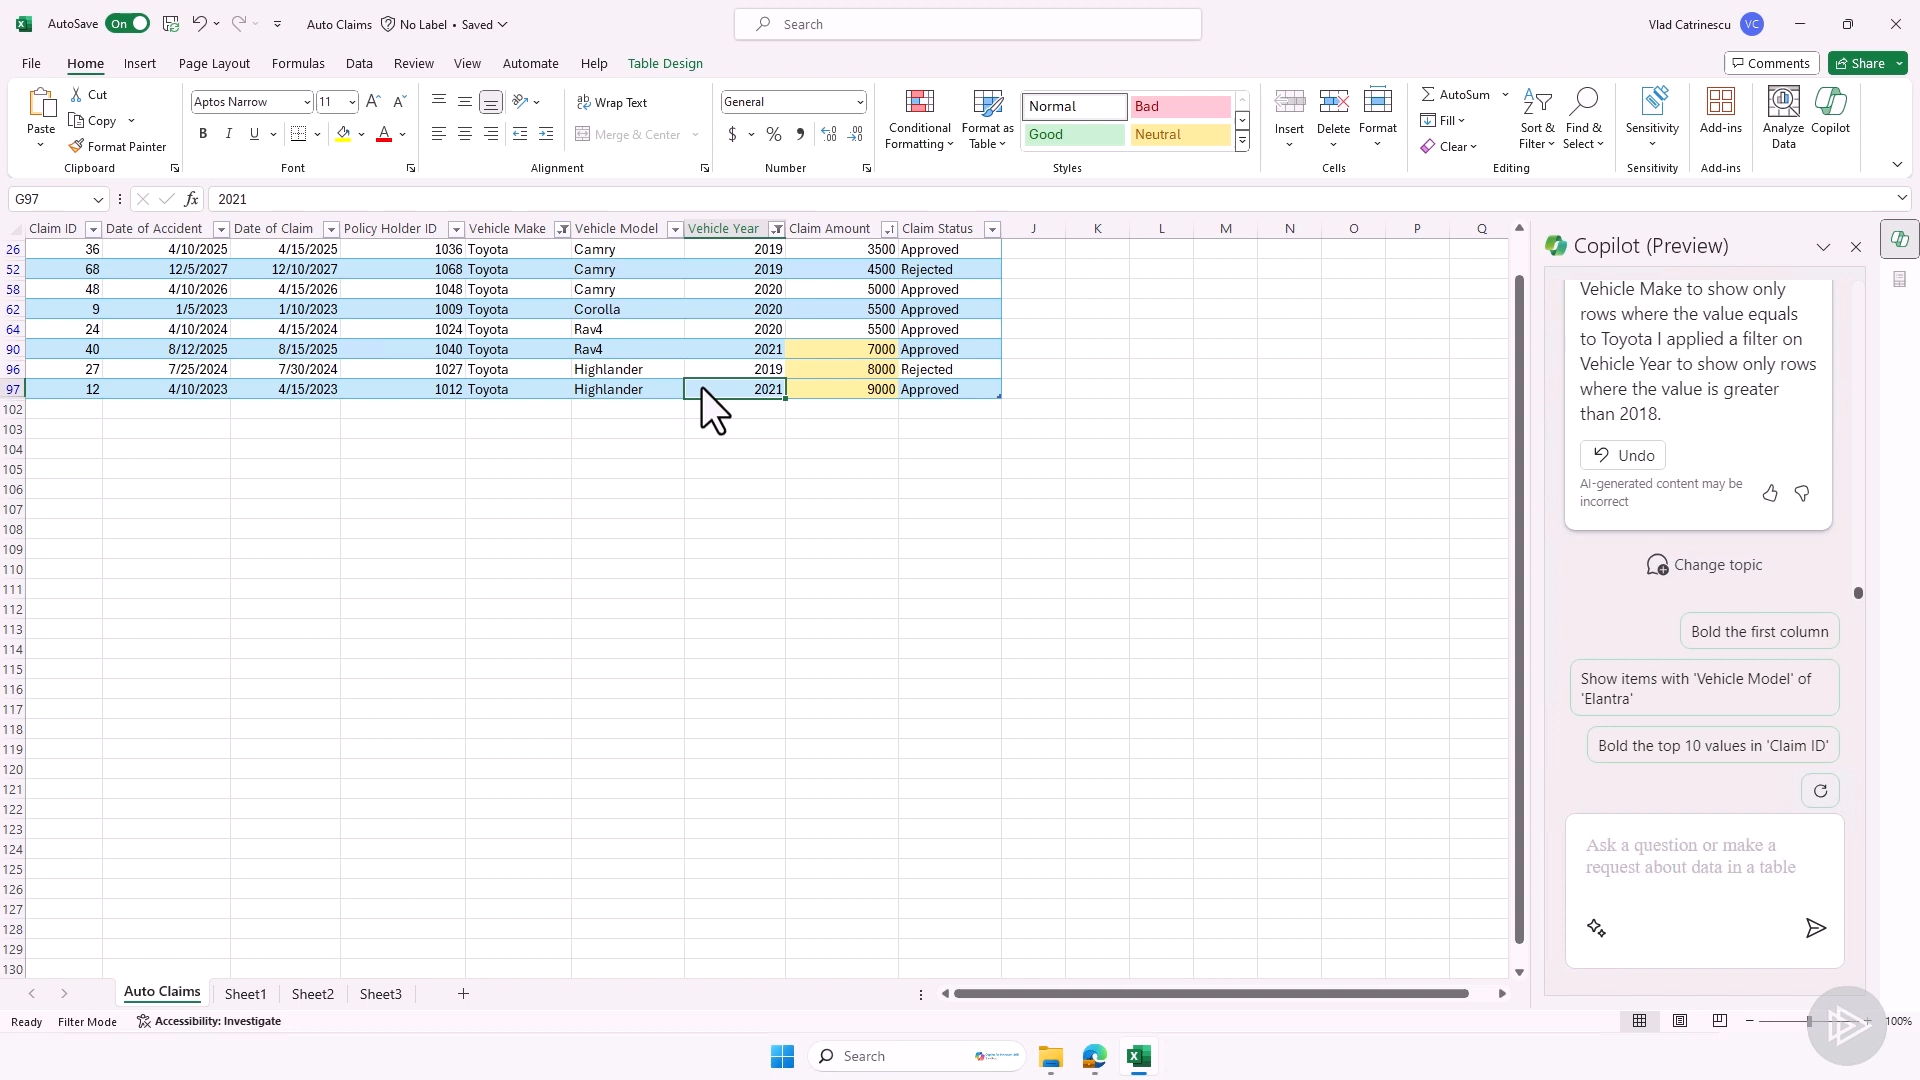 AutoSave On Auto Claims No Label • Saved Search Vlad Catrinescu VC
File Home Insert Page Layout Formulas Data Review View Automate Help Table Design Comments Share
Paste Cut Copy Format Painter Clipboard
Aptos Narrow 11 B I U A Font
ab Wrap Text Merge & Center Alignment
General $ % Number
Conditional Formatting Format as Table Normal Bad Good Neutral Styles
Insert Delete Format Cells
AutoSum Fill Clear Sort & Filter Find & Select Editing
Sensitivity Sensitivity
Add-ins Add-ins
Analyze Data Copilot
G97 fx 2021
Claim ID Date of Accident Date of Claim Policy Holder ID Vehicle Make Vehicle Model Vehicle Year Claim Amount Claim Status J K L M N O P Q
26 36 4/10/2025 4/15/2025 1036 Toyota Camry 2019 3500 Approved
52 68 12/5/2027 12/10/2027 1068 Toyota Camry 2019 4500 Rejected
58 48 4/10/2026 4/15/2026 1048 Toyota Camry 2020 5000 Approved
62 9 1/5/2023 1/10/2023 1009 Toyota Corolla 2020 5500 Approved
64 24 4/10/2024 4/15/2024 1024 Toyota Rav4 2020 5500 Approved
90 40 8/12/2025 8/15/2025 1040 Toyota Rav4 2021 7000 Approved
96 27 7/25/2024 7/30/2024 1027 Toyota Highlander 2019 8000 Rejected
97 12 4/10/2023 4/15/2023 1012 Toyota Highlander 2021 9000 Approved
102
103
104
105
106
107
108
109
110
111
112
113
114
115
116
117
118
119
120
121
122
123
124
125
126
127
128
129
130
Copilot (Preview)
Vehicle Make to show only
rows where the value equals
to Toyota I applied a filter on
Vehicle Year to show only rows
where the value is greater
than 2018.
Undo
AI-generated content may be
incorrect
Change topic
Bold the first column
Show items with 'Vehicle Model' of
'Elantra'
Bold the top 10 values in 'Claim ID'
Ask a question or make a
request about data in a table
Auto Claims Sheet1 Sheet2 Sheet3
Ready Filter Mode Accessibility: Investigate 100%
Search